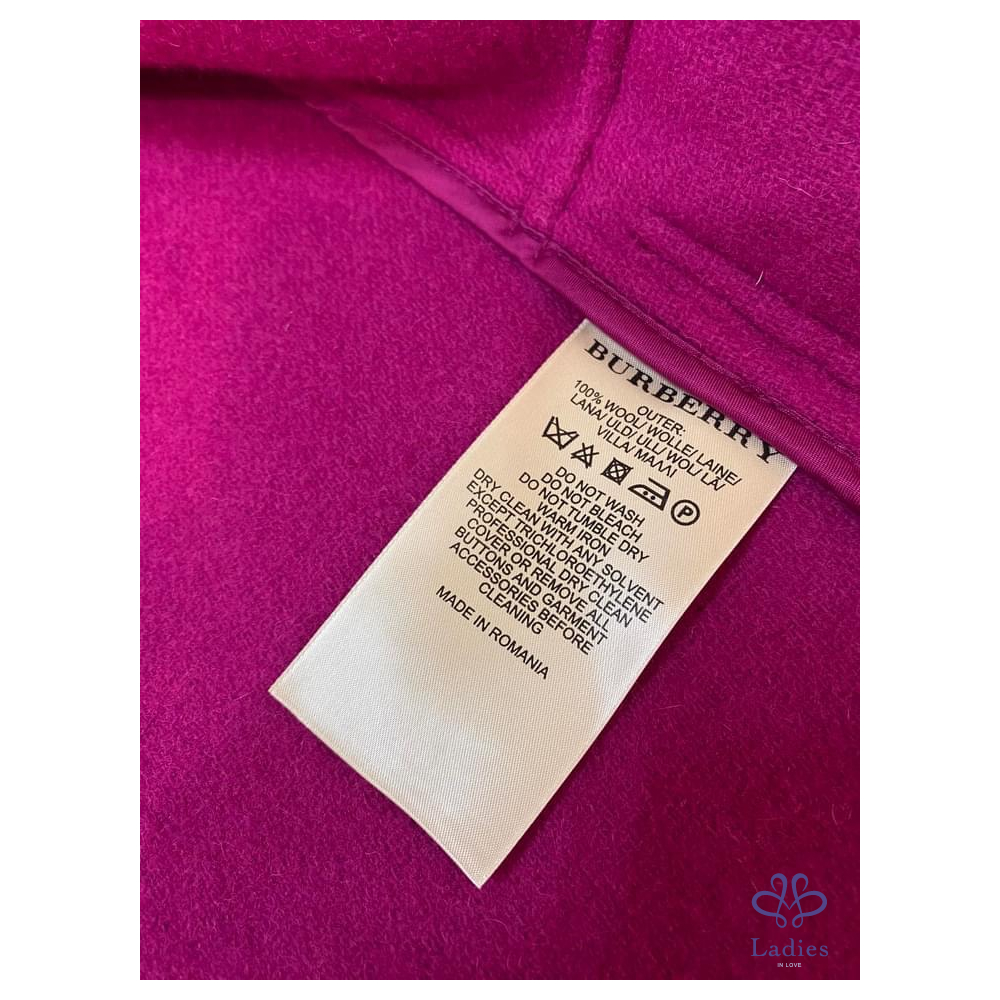 BURBERRY
OUTER:
100% WOOL/ WOLLE/ LAINE/
LANA/ ULD/ ULL/ WOL/ LÃ/
VILLA/ ΜΑΛΛΙ
P
DO NOT WASH
DO NOT BLEACH
DO NOT TUMBLE DRY
WARM IRON
DRY CLEAN WITH ANY SOLVENT
EXCEPT TRICHLOROETHYLENE
PROFESSIONAL DRY CLEAN
COVER OR REMOVE ALL
BUTTONS AND GARMENT
ACCESSORIES BEFORE
CLEANING
MADE IN ROMANIA
Ladies
IN LOVE